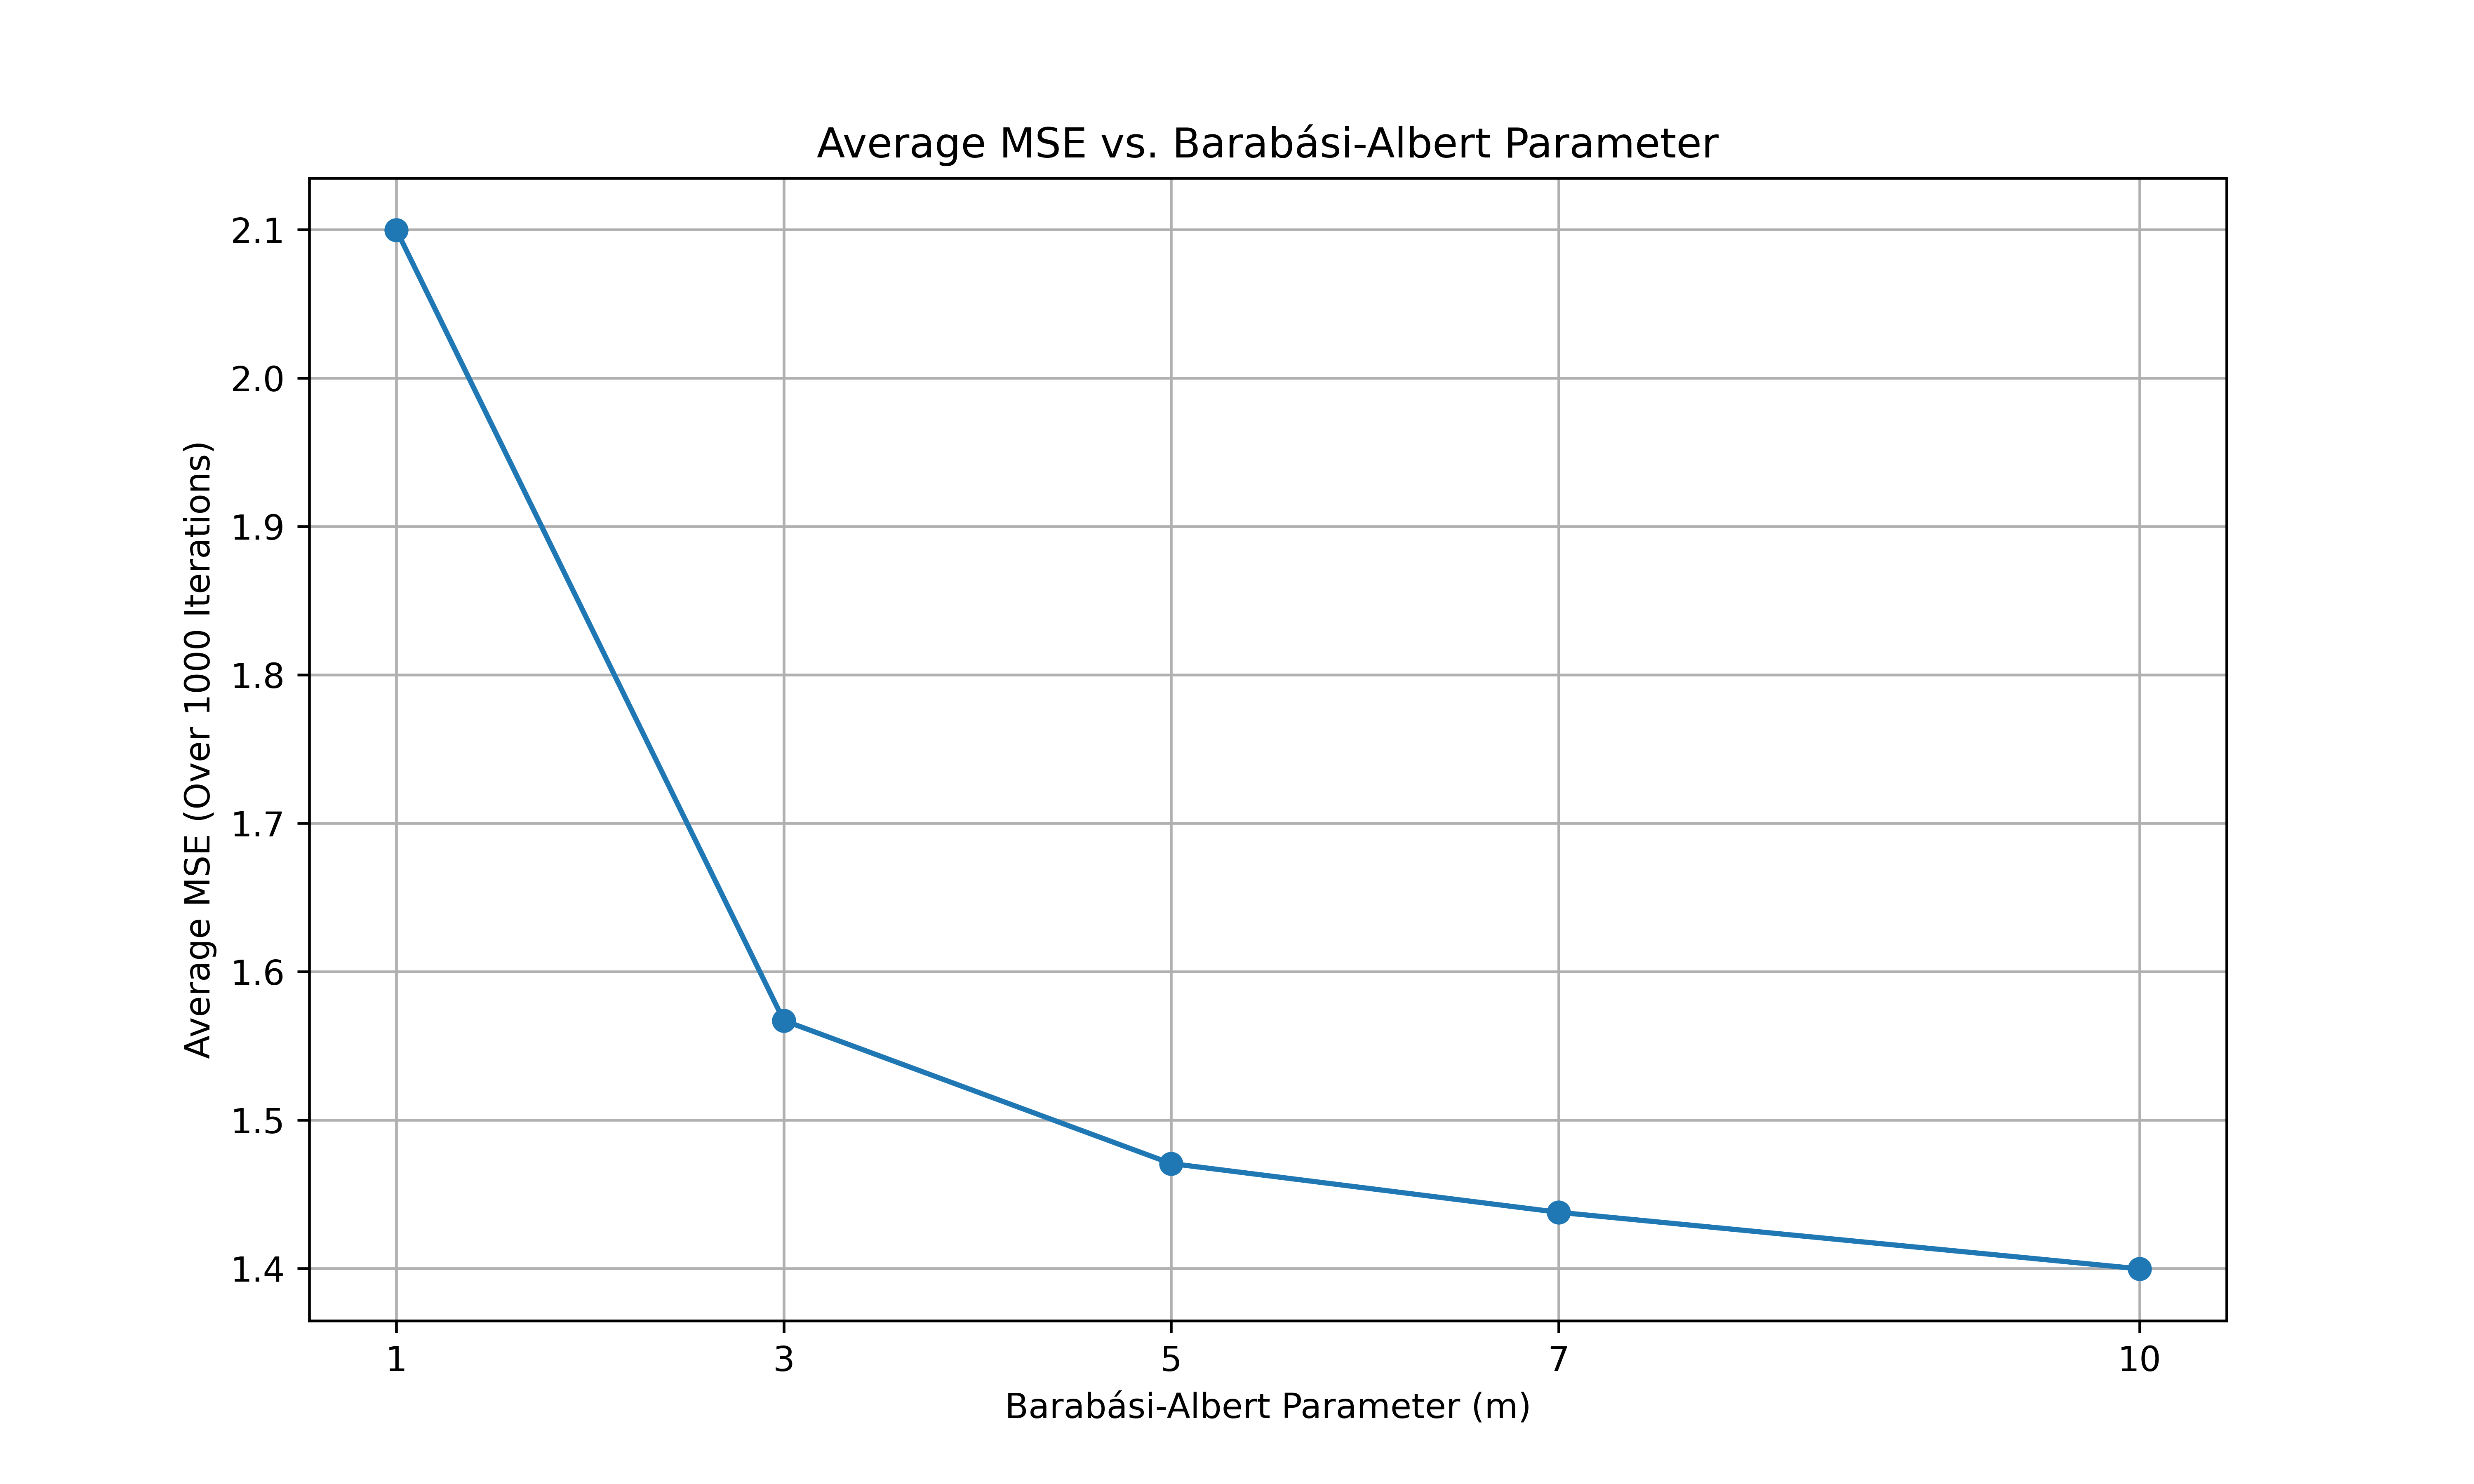 Average MSE vs. Barabási-Albert Parameter
Average MSE (Over 1000 Iterations)
2.1
2.0
1.9
1.8
1.7
1.6
1.5
1.4
1 3 5 7 10
Barabási-Albert Parameter (m)